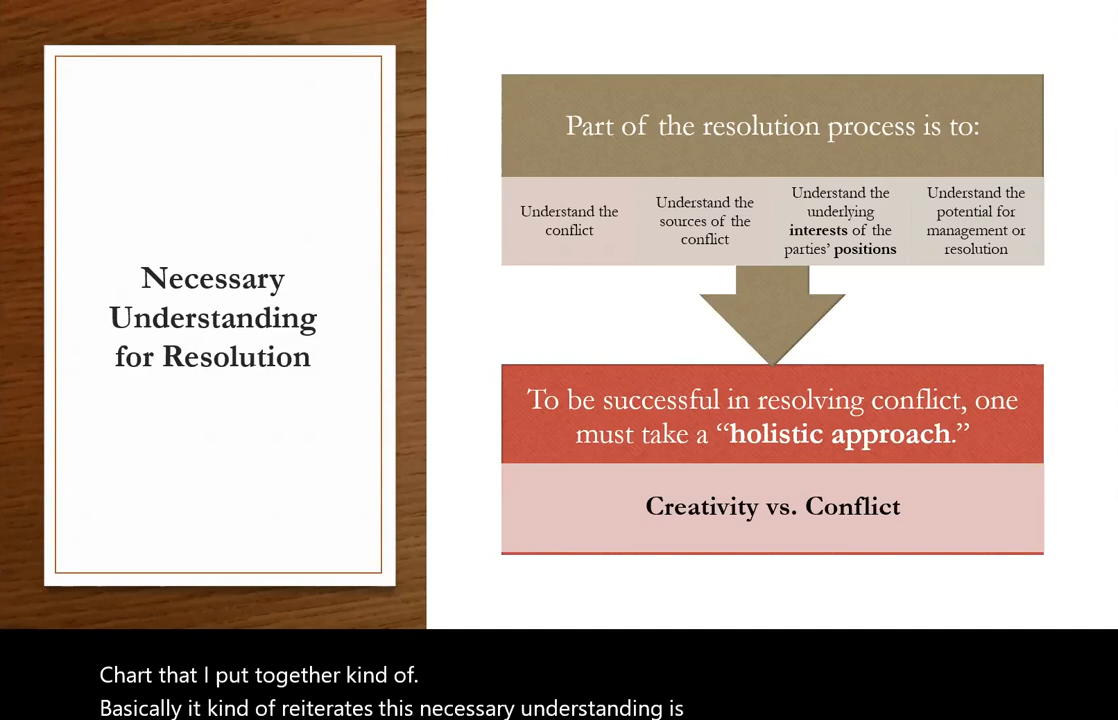 Necessary
Understanding
for Resolution
Part of the resolution process is to:
Understand the
conflict
Understand the
sources of the
conflict
Understand the
underlying
interests of the
parties’ positions
Understand the
potential for
management or
resolution
To be successful in resolving conflict, one
must take a “holistic approach.”
Creativity vs. Conflict
Chart that I put together kind of.
Basically it kind of reiterates this necessary understanding is